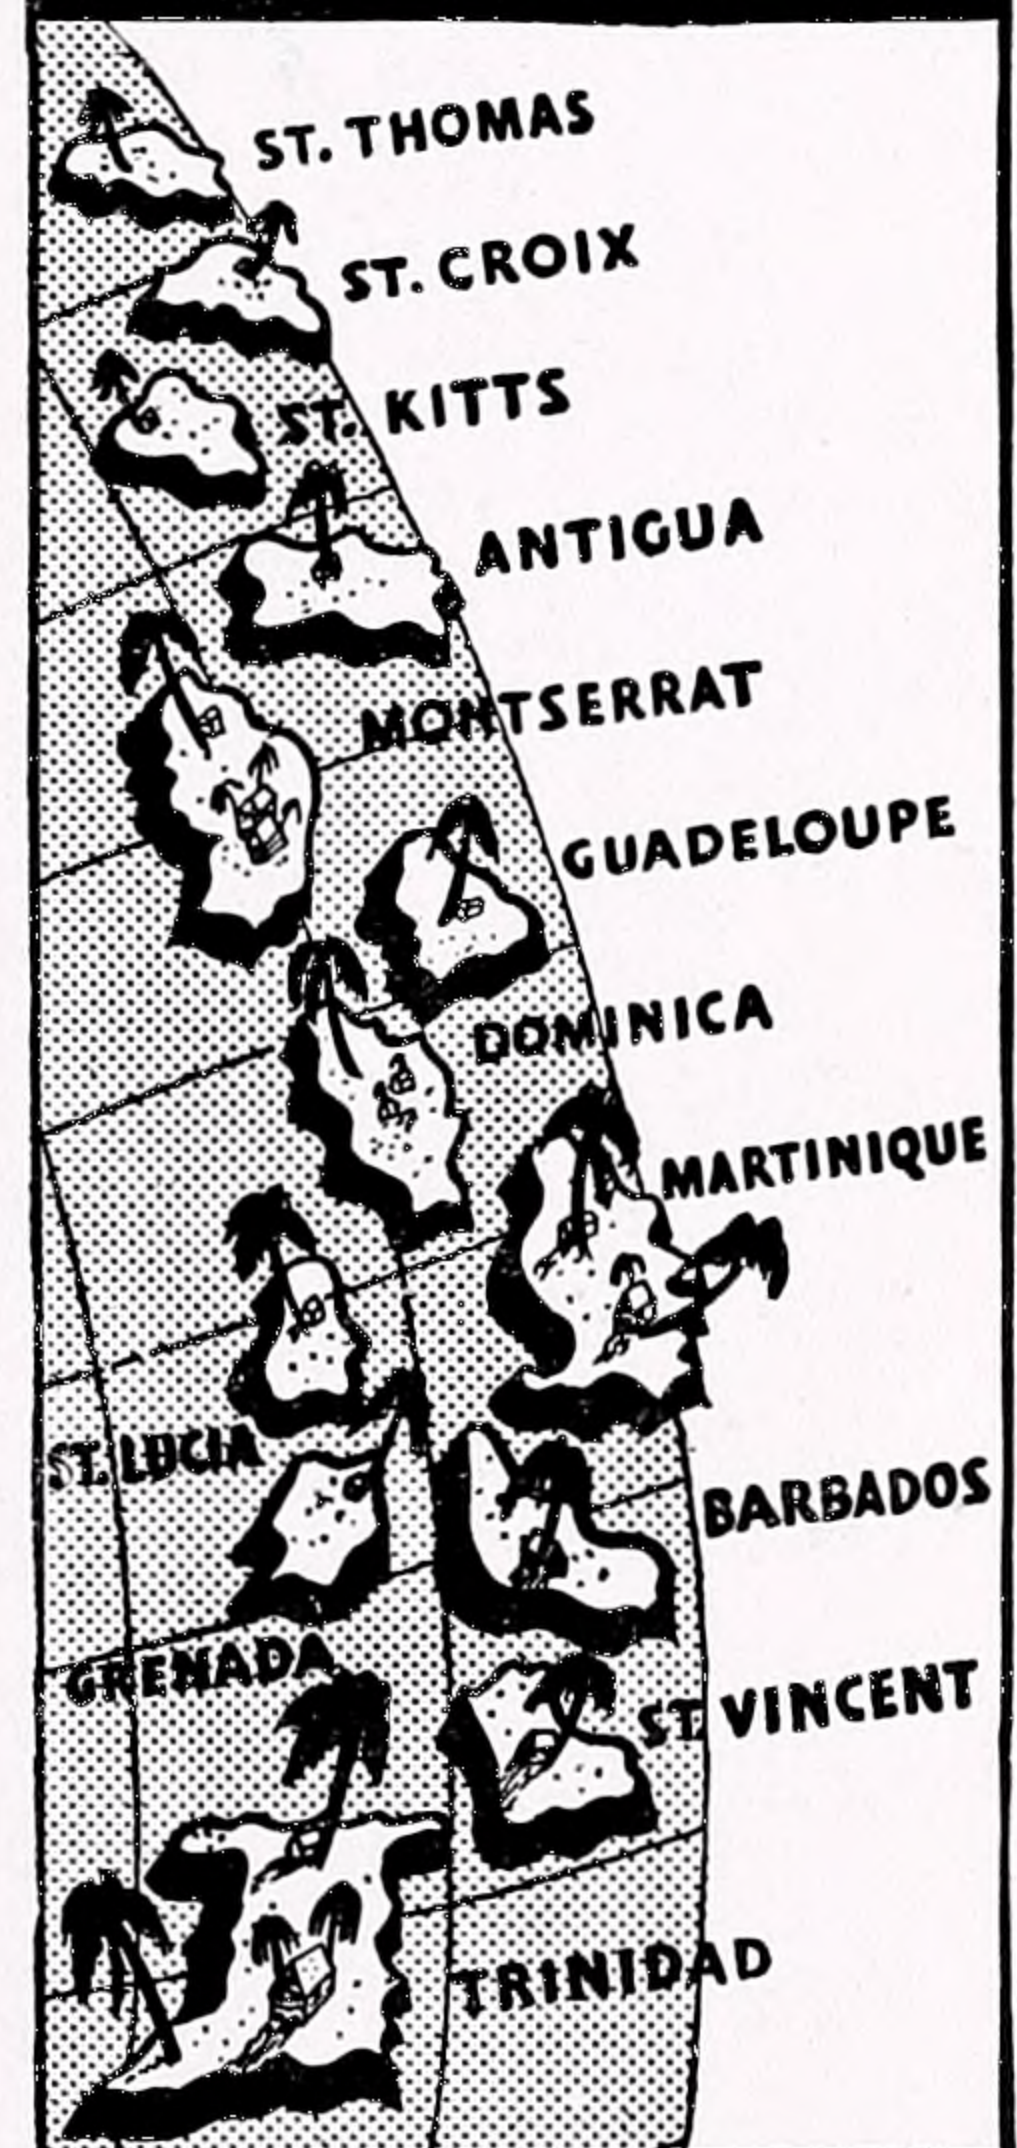 ST. THOMAS
ST. CROIX
ST. KITTS
ANTIGUA
MONTSERRAT
GUADELOUPE
DOMINICA
MARTINIQUE
ST. LUCIA
BARBADOS
GRENADA
ST. VINCENT
TRINIDAD